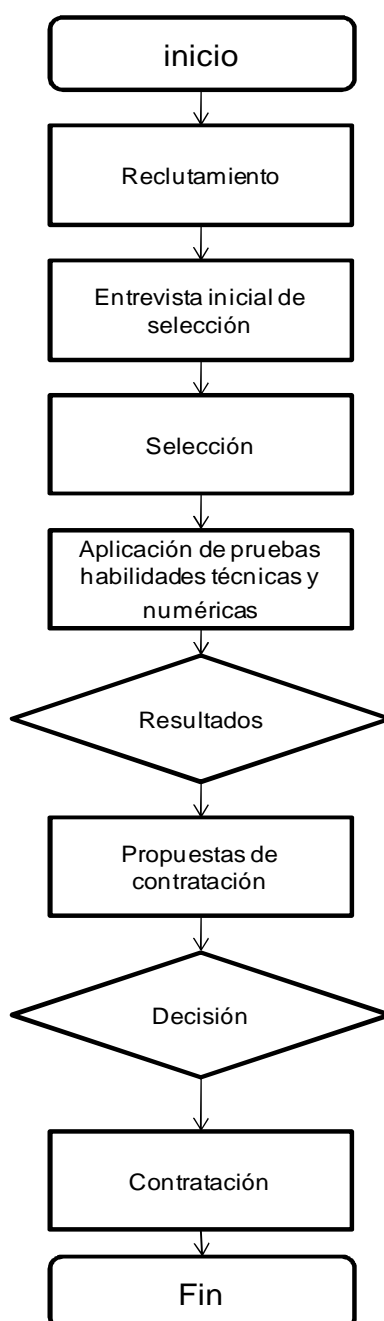 inicio
Reclutamiento
Entrevista inicial de
selección
Selección
Aplicación de pruebas
habilidades técnicas y
numéricas
Resultados
Propuestas de
contratación
Decisión
Contratación
Fin